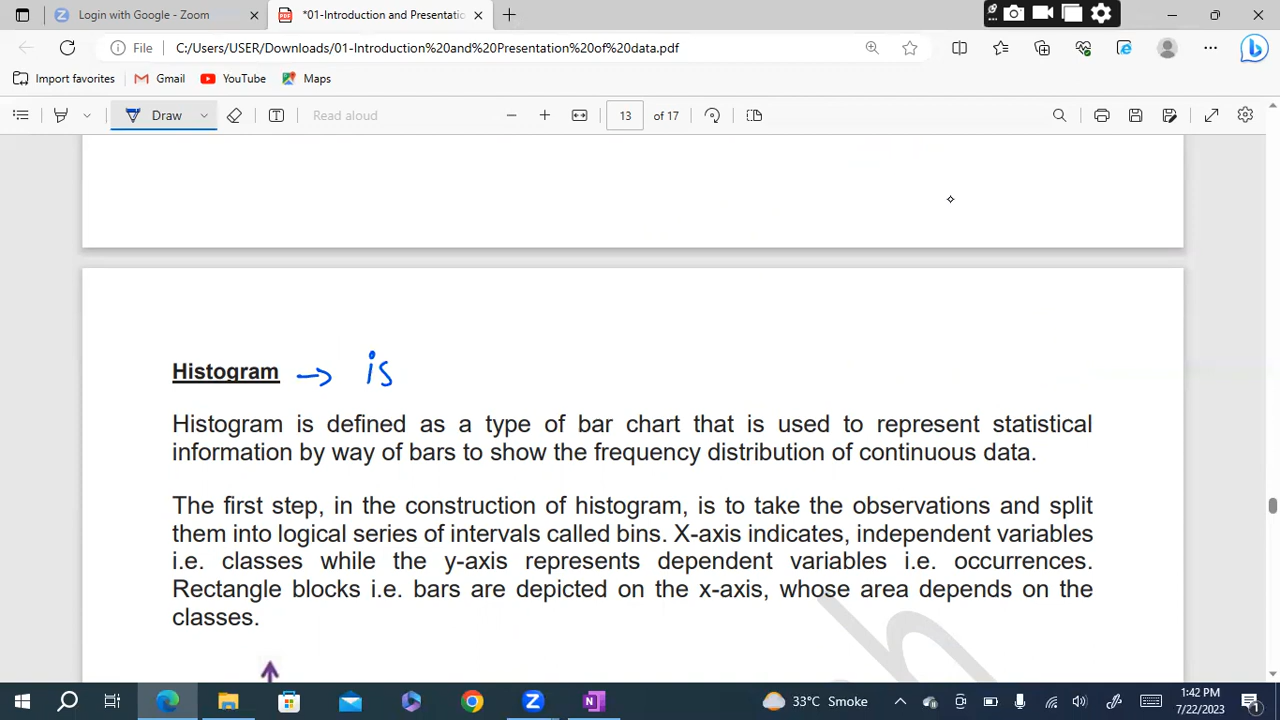 Login with Google - Zoom
*01-Introduction and Presentatio
File C:/Users/USER/Downloads/01-Introduction%20and%20Presentation%20of%20data.pdf
Import favorites Gmail YouTube Maps
Draw Read aloud 13 of 17
Histogram → is
Histogram is defined as a type of bar chart that is used to represent statistical
information by way of bars to show the frequency distribution of continuous data.
The first step, in the construction of histogram, is to take the observations and split
them into logical series of intervals called bins. X-axis indicates, independent variables
i.e. classes while the y-axis represents dependent variables i.e. occurrences.
Rectangle blocks i.e. bars are depicted on the x-axis, whose area depends on the
classes.
33°C Smoke
1:42 PM
7/22/2023